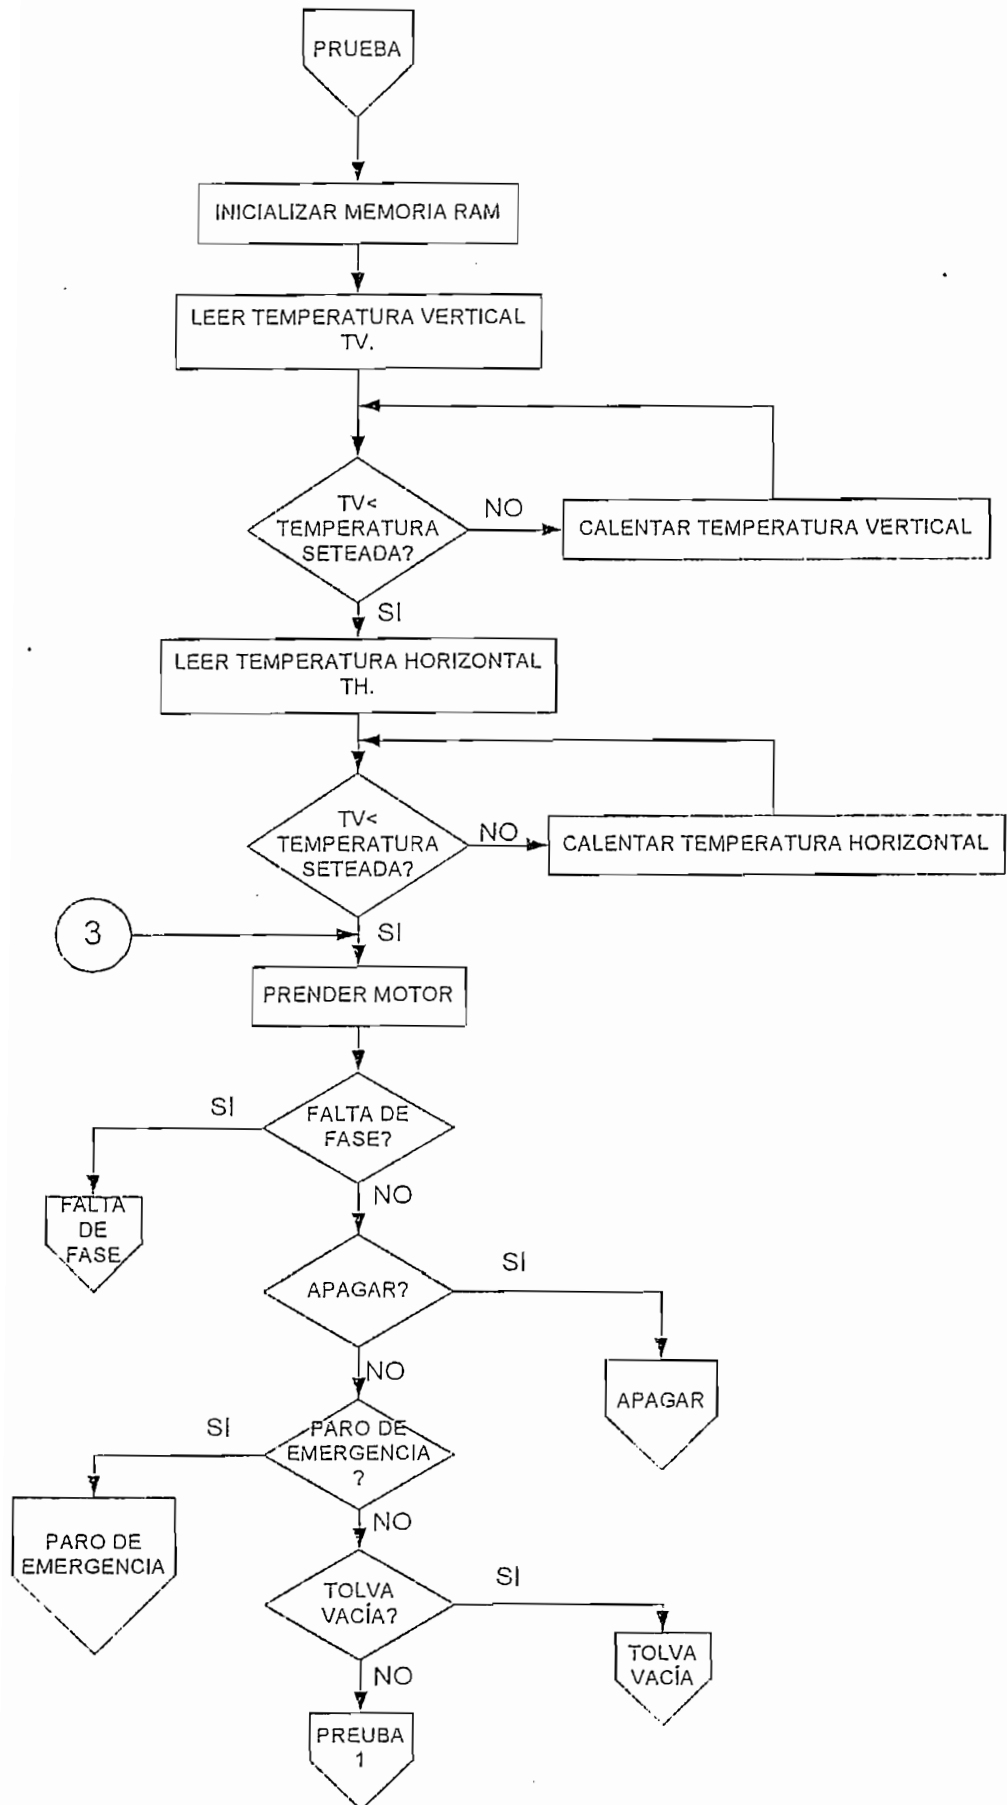 PRUEBA
INICIALIZAR MEMORIA RAM
LEER TEMPERATURA VERTICAL
TV.
TV<
TEMPERATURA
SETEADA?
NO
CALENTAR TEMPERATURA VERTICAL
SI
LEER TEMPERATURA HORIZONTAL
TH.
TV<
TEMPERATURA
SETEADA?
NO
CALENTAR TEMPERATURA HORIZONTAL
3
SI
PRENDER MOTOR
FALTA DE
FASE?
SI
FALTA
DE
FASE
NO
APAGAR?
SI
APAGAR
NO
PARO DE
EMERGENCIA
?
SI
PARO DE
EMERGENCIA
NO
TOLVA
VACÍA?
SI
TOLVA
VACÍA
NO
PREUBA
1